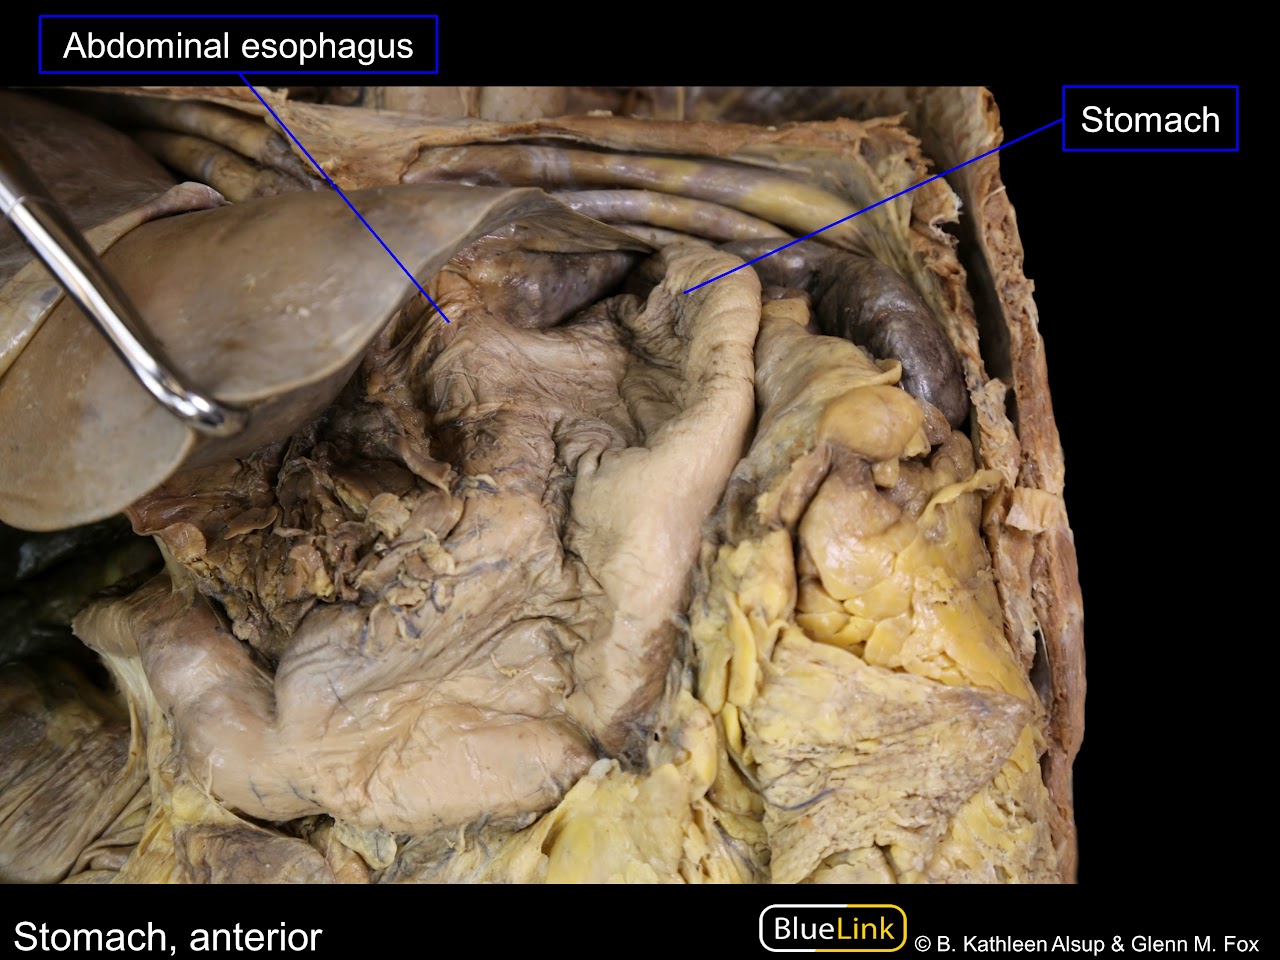 Abdominal esophagus
Stomach
Stomach, anterior
BlueLink
© B. Kathleen Alsup & Glenn M. Fox